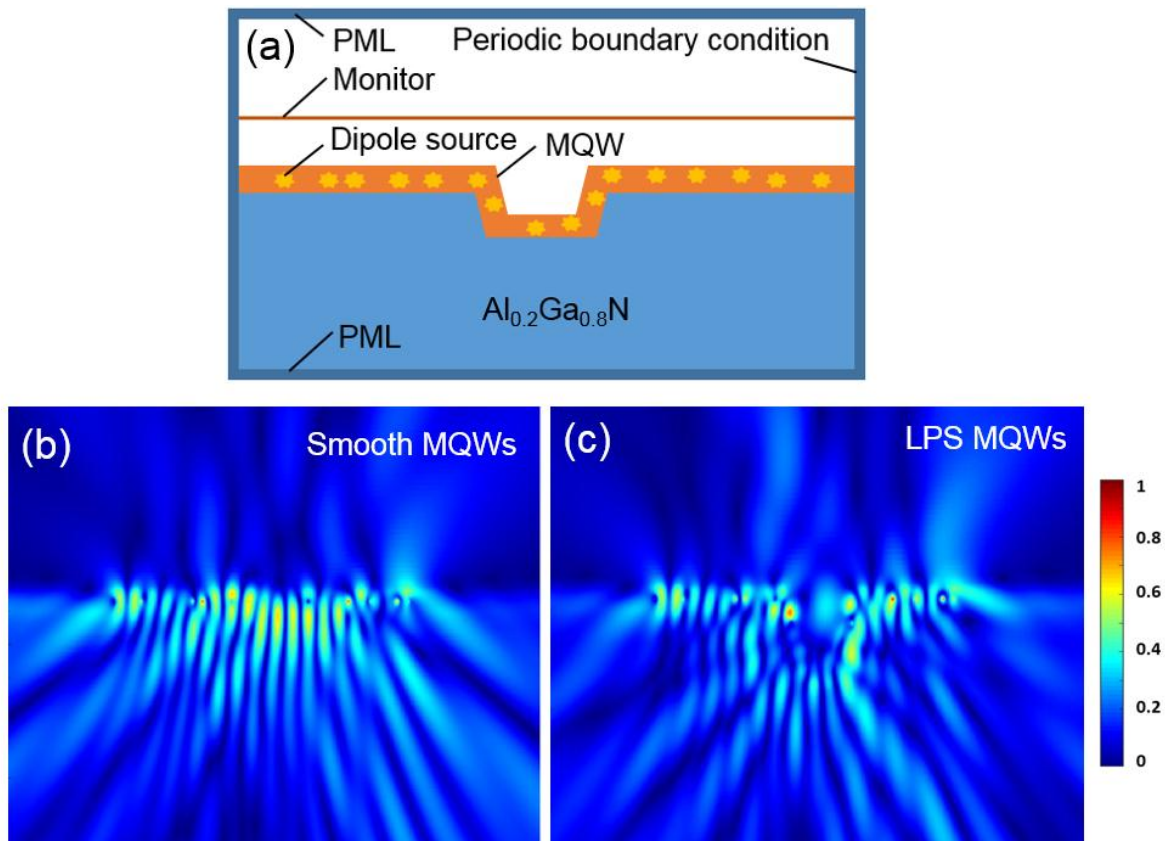 (a)
PML
Periodic boundary condition
Monitor
Dipole source
MQW
Al0.2Ga0.8N
PML
(b)
Smooth MQWs
(c)
LPS MQWs
1
0.8
0.6
0.4
0.2
0